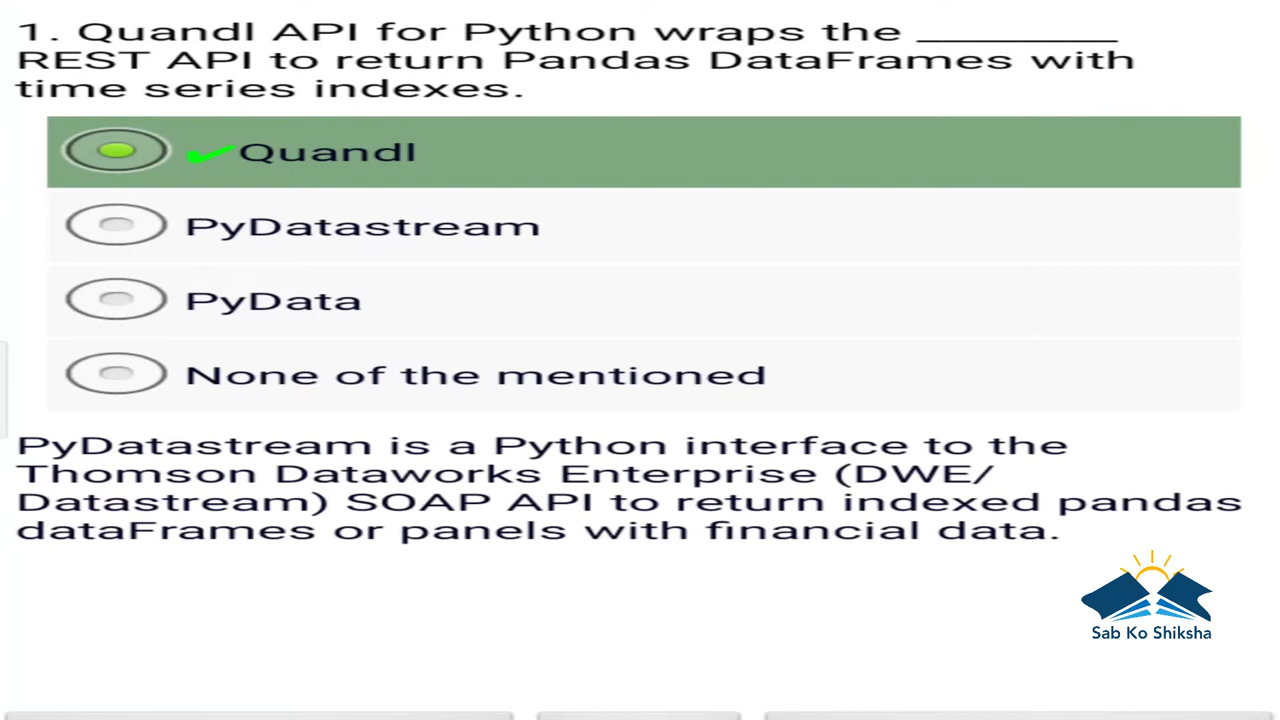 1. Quandl API for Python wraps the ________
REST API to return Pandas DataFrames with
time series indexes.
✔Quandl
PyDatastream
PyData
None of the mentioned
PyDatastream is a Python interface to the
Thomson Dataworks Enterprise (DWE/
Datastream) SOAP API to return indexed pandas
dataFrames or panels with financial data.
Sab Ko Shiksha